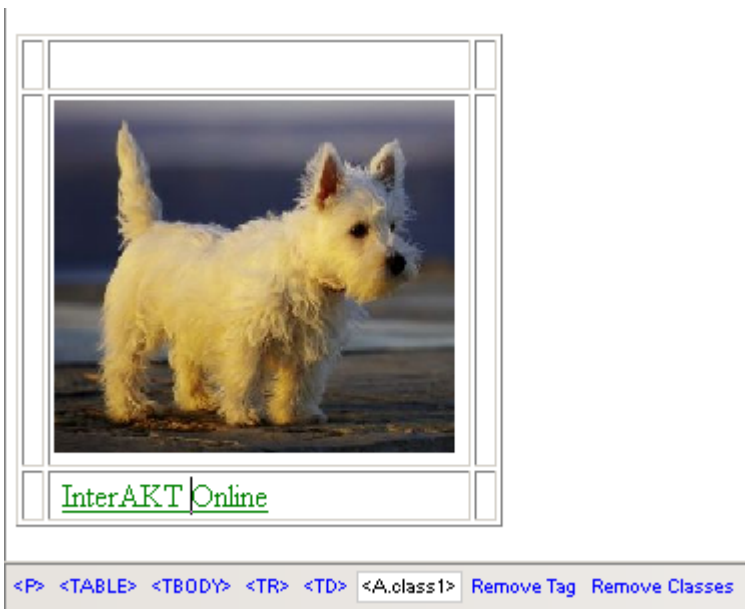 InterAKT Online
<P> <TABLE> <TBODY> <TR> <TD> <A.class1> Remove Tag Remove Classes